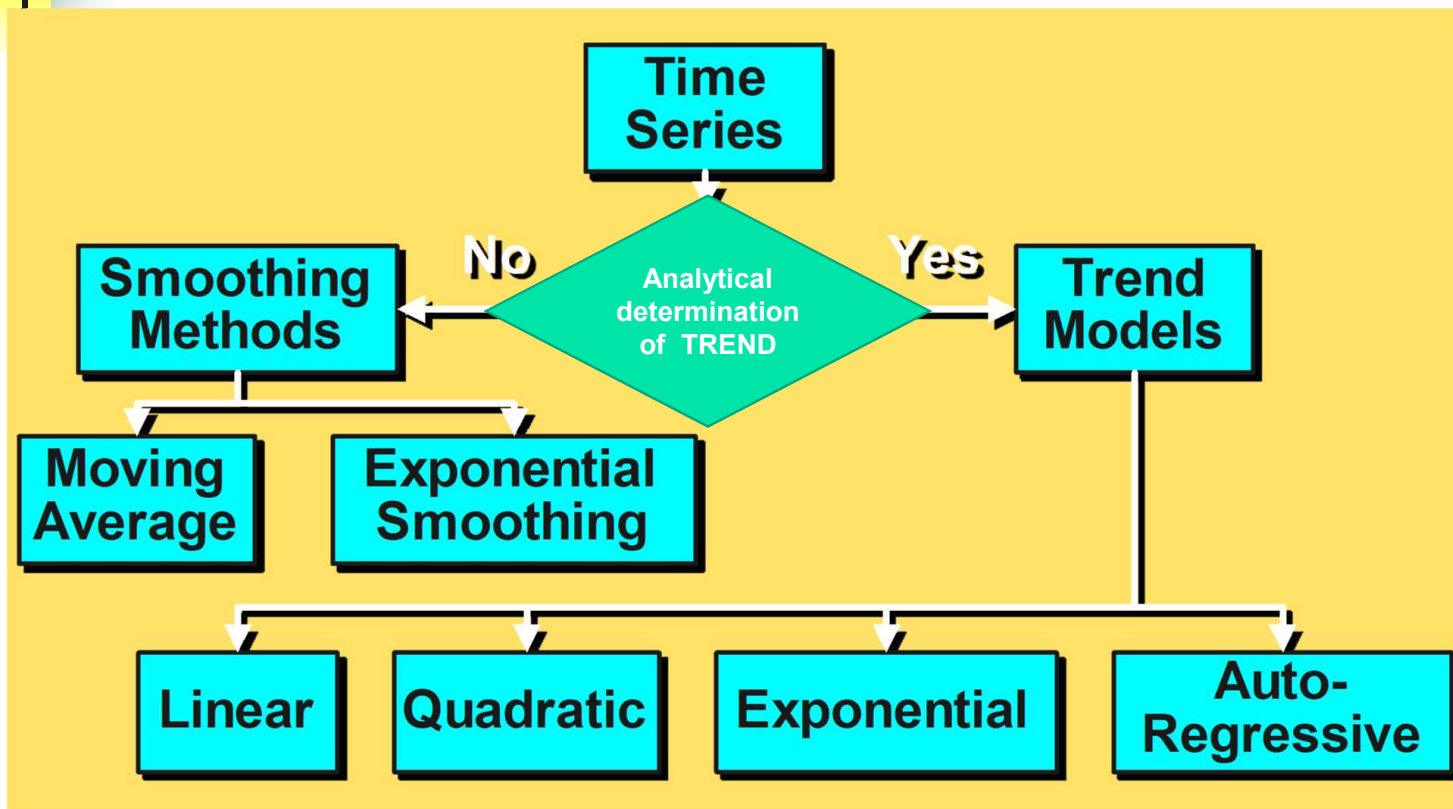 Time
Series
No
Yes
Analytical
determination
of TREND
Smoothing
Methods
Trend
Models
Moving
Average
Exponential
Smoothing
Linear
Quadratic
Exponential
Auto-
Regressive